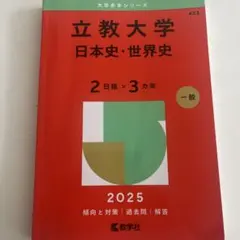 大学赤本シリーズ
立教大学
日本史・世界史
2日程×3カ年
一般
2025
傾向と対策｜過去問｜解答
教学社